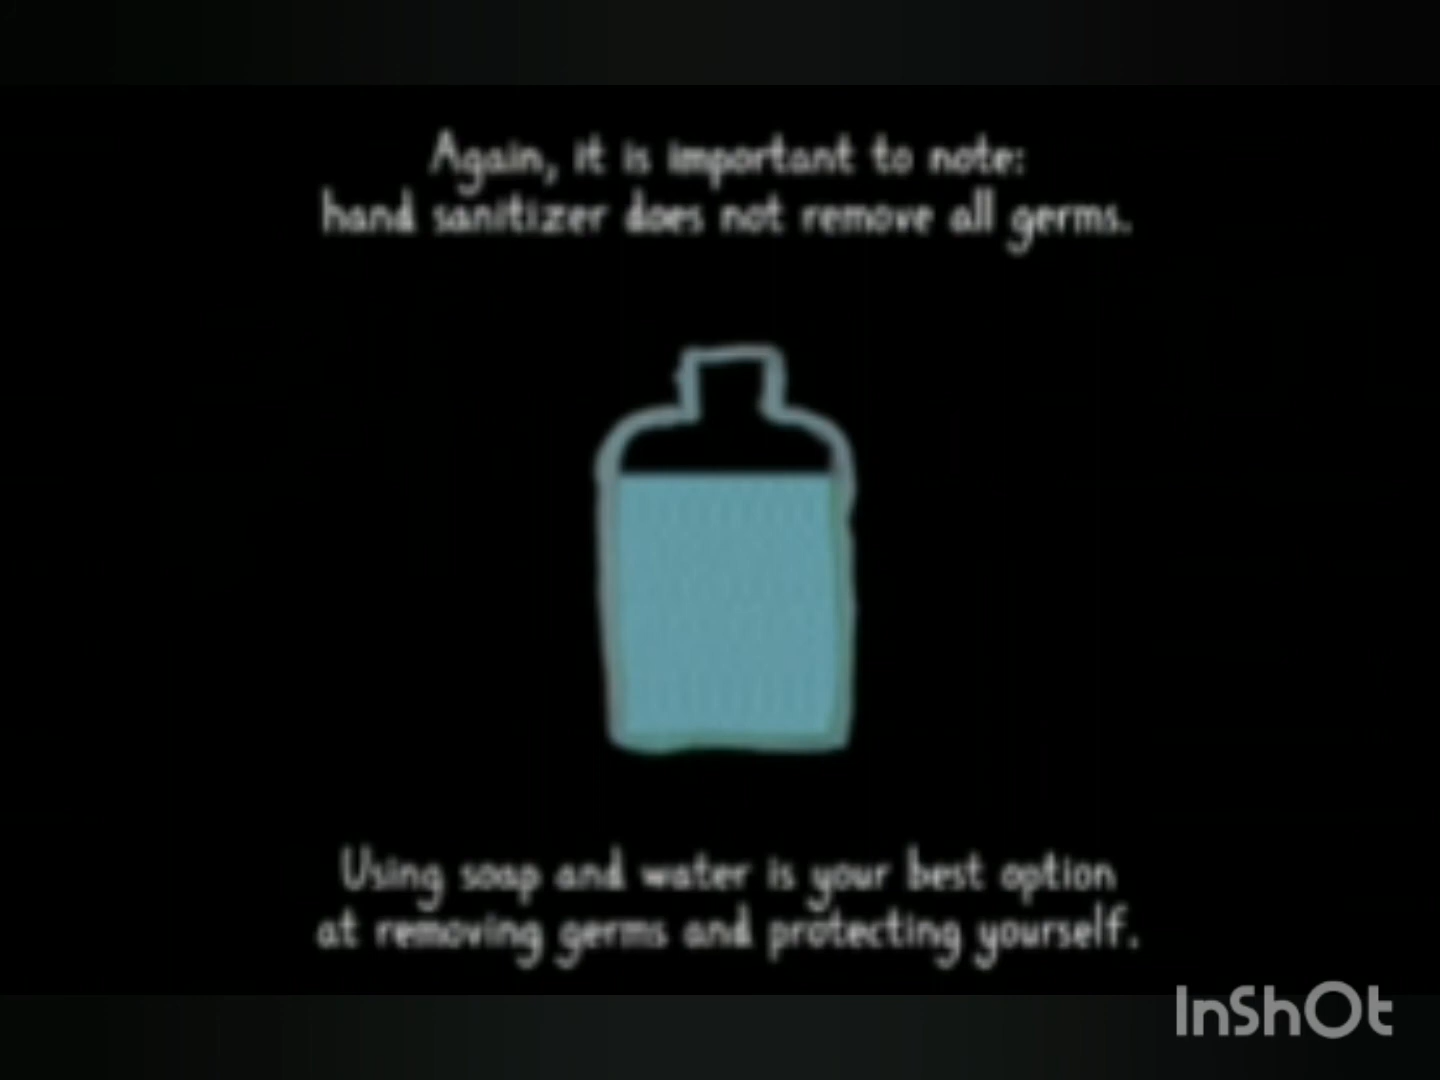 Again, it is important to note:
hand sanitizer does not remove all germs.
Using soap and water is your best option
at removing germs and protecting yourself.
InShOt